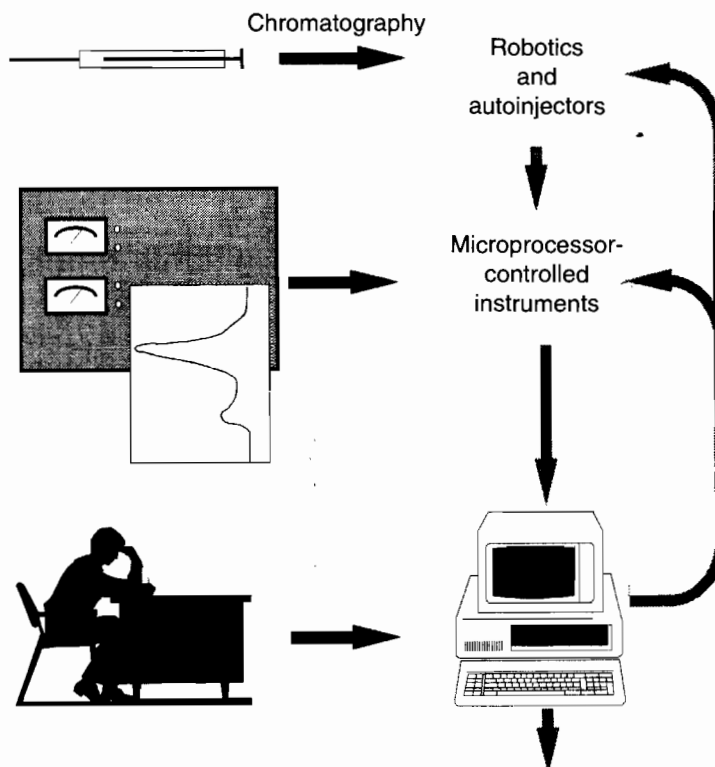 Chromatography
Robotics
and
autoinjectors
Microprocessor-
controlled
instruments